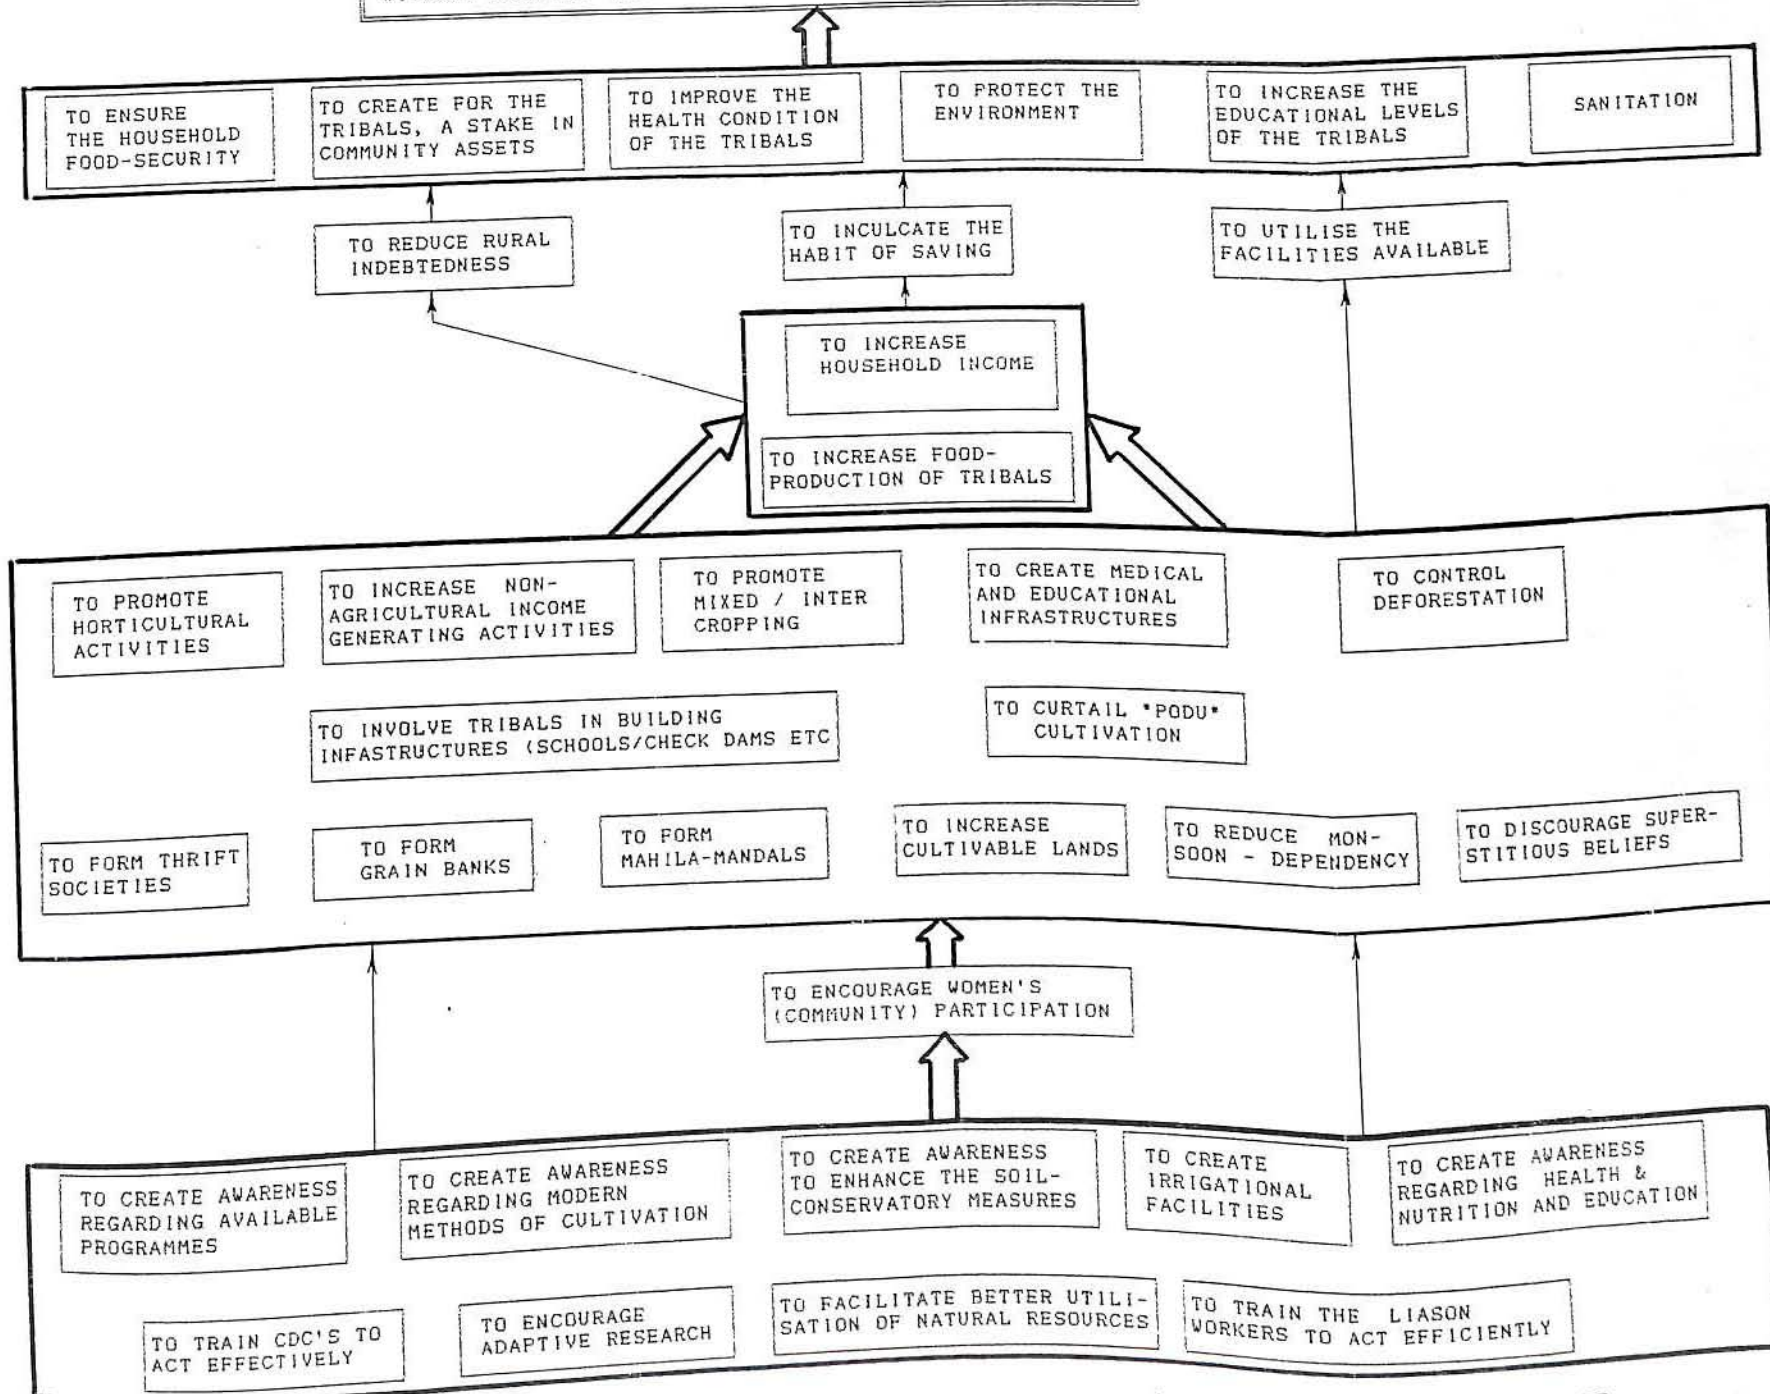 TO ENSURE
THE HOUSEHOLD
FOOD-SECURITY
TO CREATE FOR THE
TRIBALS, A STAKE IN
COMMUNITY ASSETS
TO IMPROVE THE
HEALTH CONDITION
OF THE TRIBALS
TO PROTECT THE
ENVIRONMENT
TO INCREASE THE
EDUCATIONAL LEVELS
OF THE TRIBALS
SANITATION
TO REDUCE RURAL
INDEBTEDNESS
TO INCULCATE THE
HABIT OF SAVING
TO UTILISE THE
FACILITIES AVAILABLE
TO INCREASE
HOUSEHOLD INCOME
TO INCREASE FOOD-
PRODUCTION OF TRIBALS
TO PROMOTE
HORTICULTURAL
ACTIVITIES
TO INCREASE NON-
AGRICULTURAL INCOME
GENERATING ACTIVITIES
TO PROMOTE
MIXED / INTER
CROPPING
TO CREATE MEDICAL
AND EDUCATIONAL
INFRASTRUCTURES
TO CONTROL
DEFORESTATION
TO INVOLVE TRIBALS IN BUILDING
INFASTRUCTURES (SCHOOLS/CHECK DAMS ETC
TO CURTAIL "PODU"
CULTIVATION
TO FORM THRIFT
SOCIETIES
TO FORM
GRAIN BANKS
TO FORM
MAHILA-MANDALS
TO INCREASE
CULTIVABLE LANDS
TO REDUCE MON-
SOON - DEPENDENCY
TO DISCOURAGE SUPER-
STITIOUS BELIEFS
TO ENCOURAGE WOMEN'S
(COMMUNITY) PARTICIPATION
TO CREATE AWARENESS
REGARDING AVAILABLE
PROGRAMMES
TO CREATE AWARENESS
REGARDING MODERN
METHODS OF CULTIVATION
TO CREATE AWARENESS
TO ENHANCE THE SOIL-
CONSERVATORY MEASURES
TO CREATE
IRRIGATIONAL
FACILITIES
TO CREATE AWARENESS
REGARDING HEALTH &
NUTRITION AND EDUCATION
TO TRAIN CDC'S TO
ACT EFFECTIVELY
TO ENCOURAGE
ADAPTIVE RESEARCH
TO FACILITATE BETTER UTILI-
SATION OF NATURAL RESOURCES
TO TRAIN THE LIASON
WORKERS TO ACT EFFICIENTLY